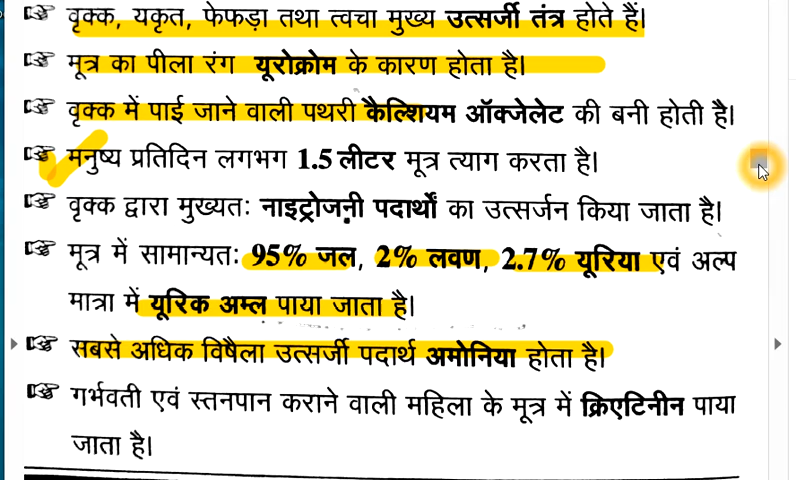 ☞ वृक्क, यकृत, फेफड़ा तथा त्वचा मुख्य उत्सर्जी तंत्र होते हैं।
☞ मूत्र का पीला रंग यूरोक्रोम के कारण होता है।
☞ वृक्क में पाई जाने वाली पथरी कैल्शियम ऑक्जेलेट की बनी होती है।
☞ मनुष्य प्रतिदिन लगभग 1.5 लीटर मूत्र त्याग करता है।
☞ वृक्क द्वारा मुख्यतः नाइट्रोजनी पदार्थों का उत्सर्जन किया जाता है।
☞ मूत्र में सामान्यतः 95% जल, 2% लवण, 2.7% यूरिया एवं अल्प
मात्रा में यूरिक अम्ल पाया जाता है।
☞ सबसे अधिक विषैला उत्सर्जी पदार्थ अमोनिया होता है।
☞ गर्भवती एवं स्तनपान कराने वाली महिला के मूत्र में क्रिएटिनीन पाया
जाता है।